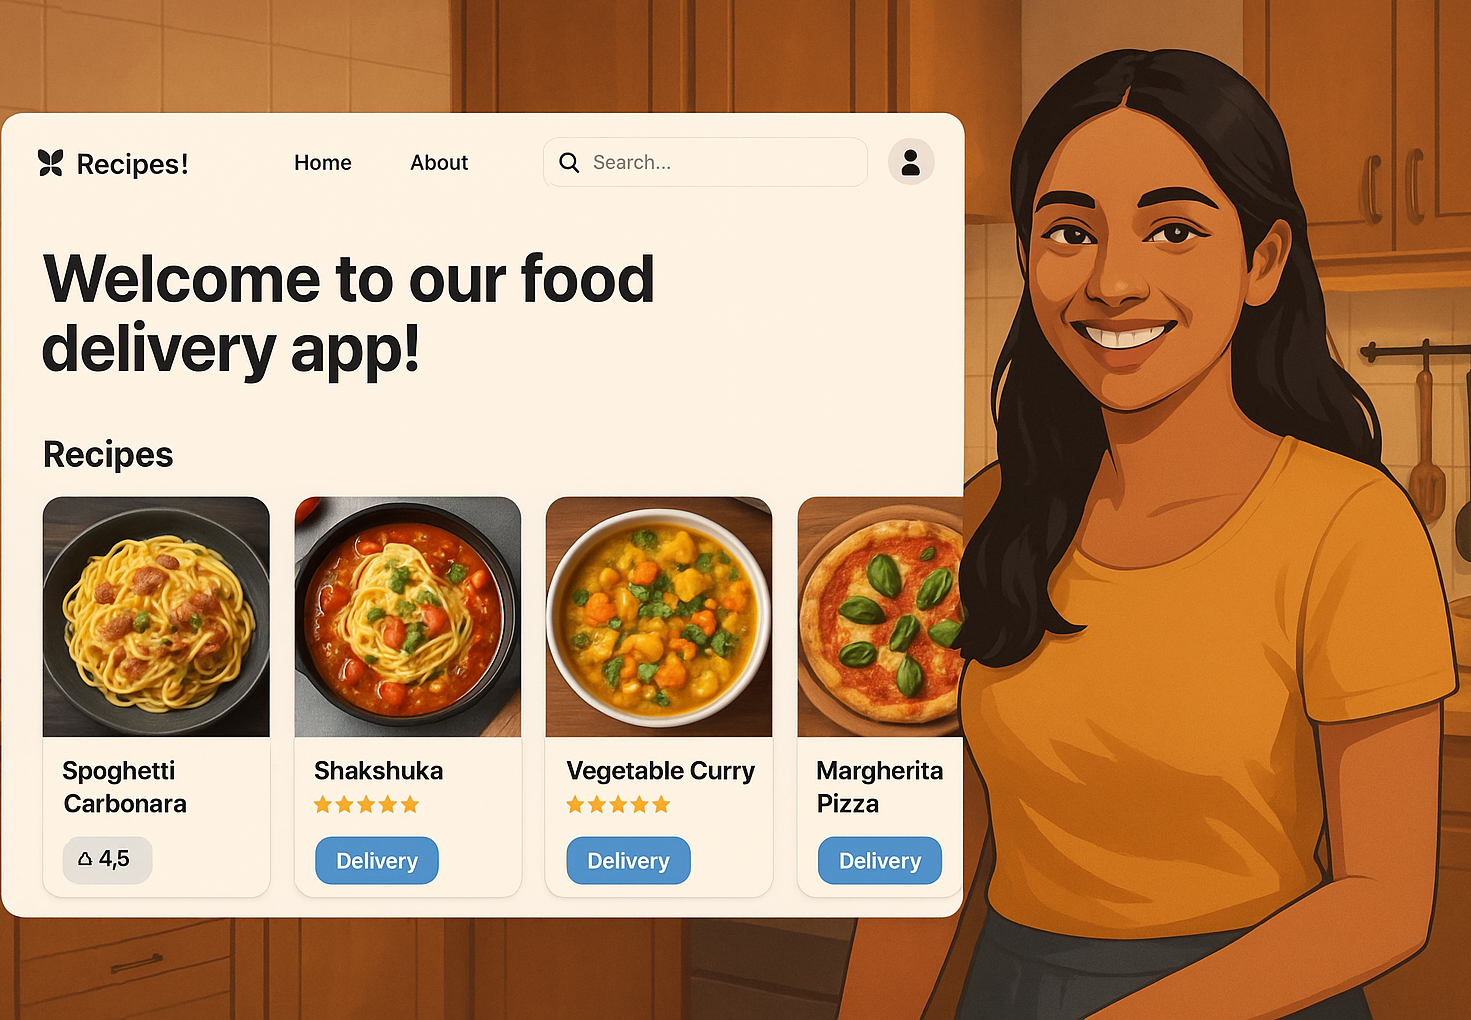 Recipes!
Home
About
Search...
Welcome to our food
delivery app!
Recipes
Spoghetti
Carbonara
4,5
Shakshuka
Delivery
Vegetable Curry
Delivery
Margherita
Pizza
Delivery